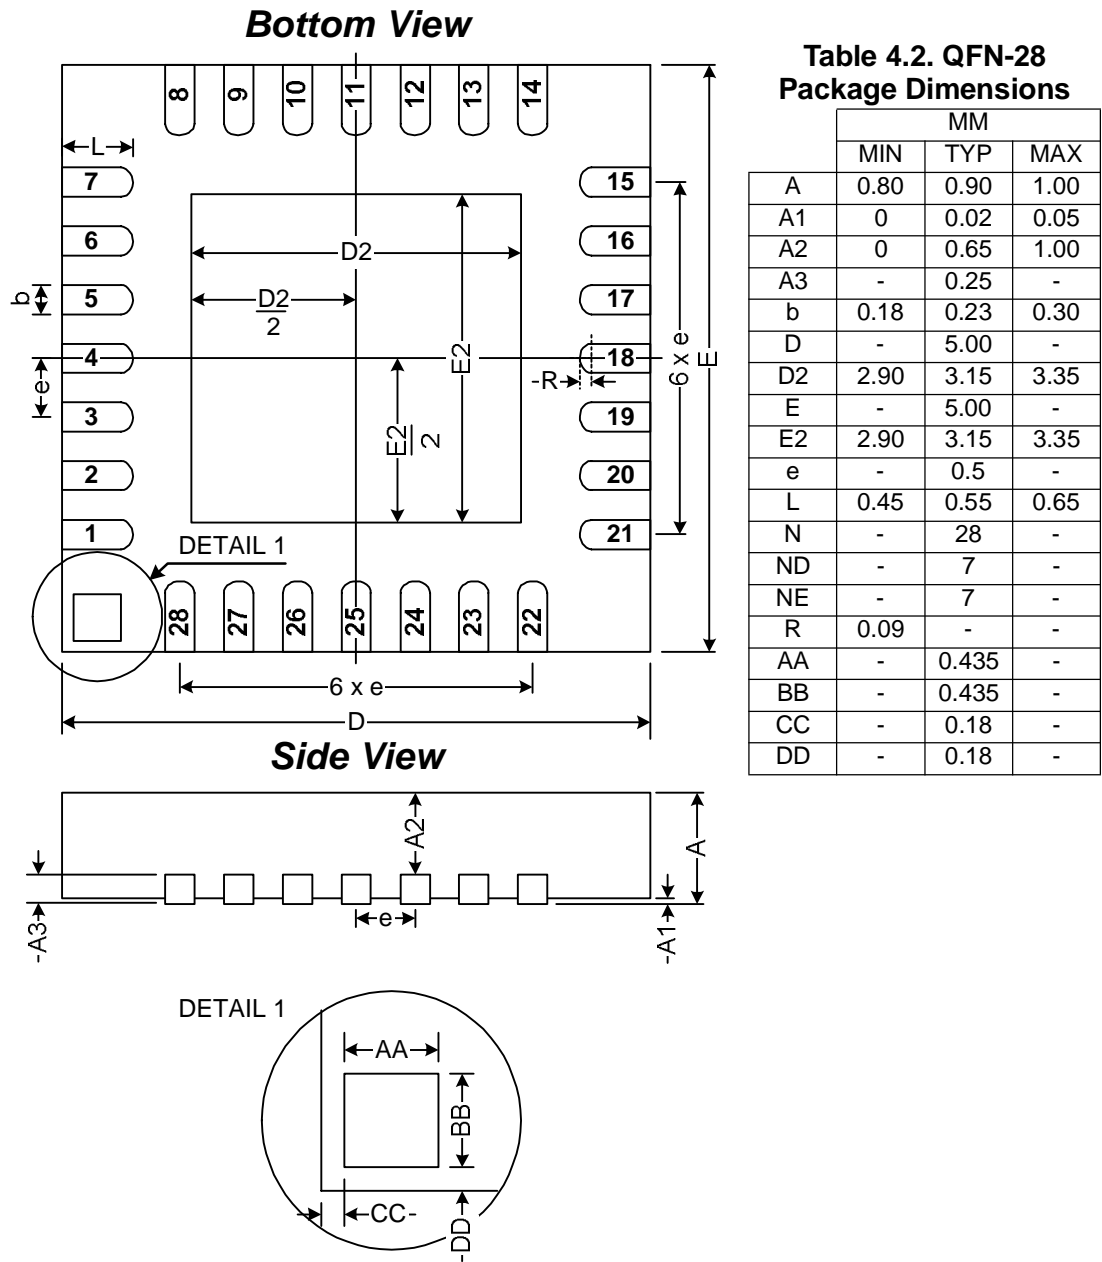 Bottom View
8 9 10 11 12 13 14
L
7 15
6 16
D2
b 5 17
D2
2
6 x e
E
4 18
E2
R
e
3 19
E2
2
2 20
1 21
DETAIL 1
28 27 26 25 24 23 22
6 x e
D
Side View
A2
A
e
A3
A1
DETAIL 1
AA
BB
CC
DD
Table 4.2. QFN-28
Package Dimensions
MM
MIN TYP MAX
A 0.80 0.90 1.00
A1 0 0.02 0.05
A2 0 0.65 1.00
A3 - 0.25 -
b 0.18 0.23 0.30
D - 5.00 -
D2 2.90 3.15 3.35
E - 5.00 -
E2 2.90 3.15 3.35
e - 0.5 -
L 0.45 0.55 0.65
N - 28 -
ND - 7 -
NE - 7 -
R 0.09 - -
AA - 0.435 -
BB - 0.435 -
CC - 0.18 -
DD - 0.18 -